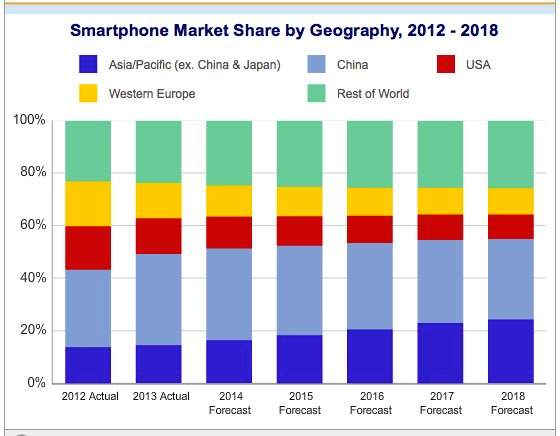 Smartphone Market Share by Geography, 2012 - 2018
Asia/Pacific (ex. China & Japan)
China
USA
Western Europe
Rest of World
100%
80%
60%
40%
20%
0%
2012 Actual
2013 Actual
2014
Forecast
2015
Forecast
2016
Forecast
2017
Forecast
2018
Forecast